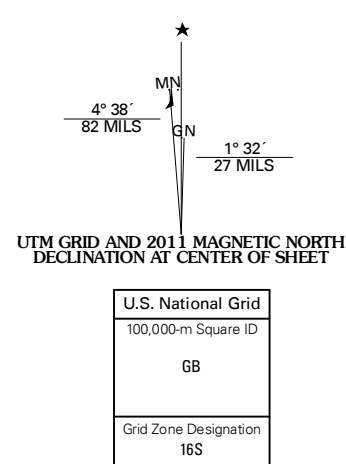 MN
4° 38´
82 MILS
GN
1° 32´
27 MILS
UTM GRID AND 2011 MAGNETIC NORTH
DECLINATION AT CENTER OF SHEET
U.S. National Grid
100,000-m Square ID
GB
Grid Zone Designation
16S